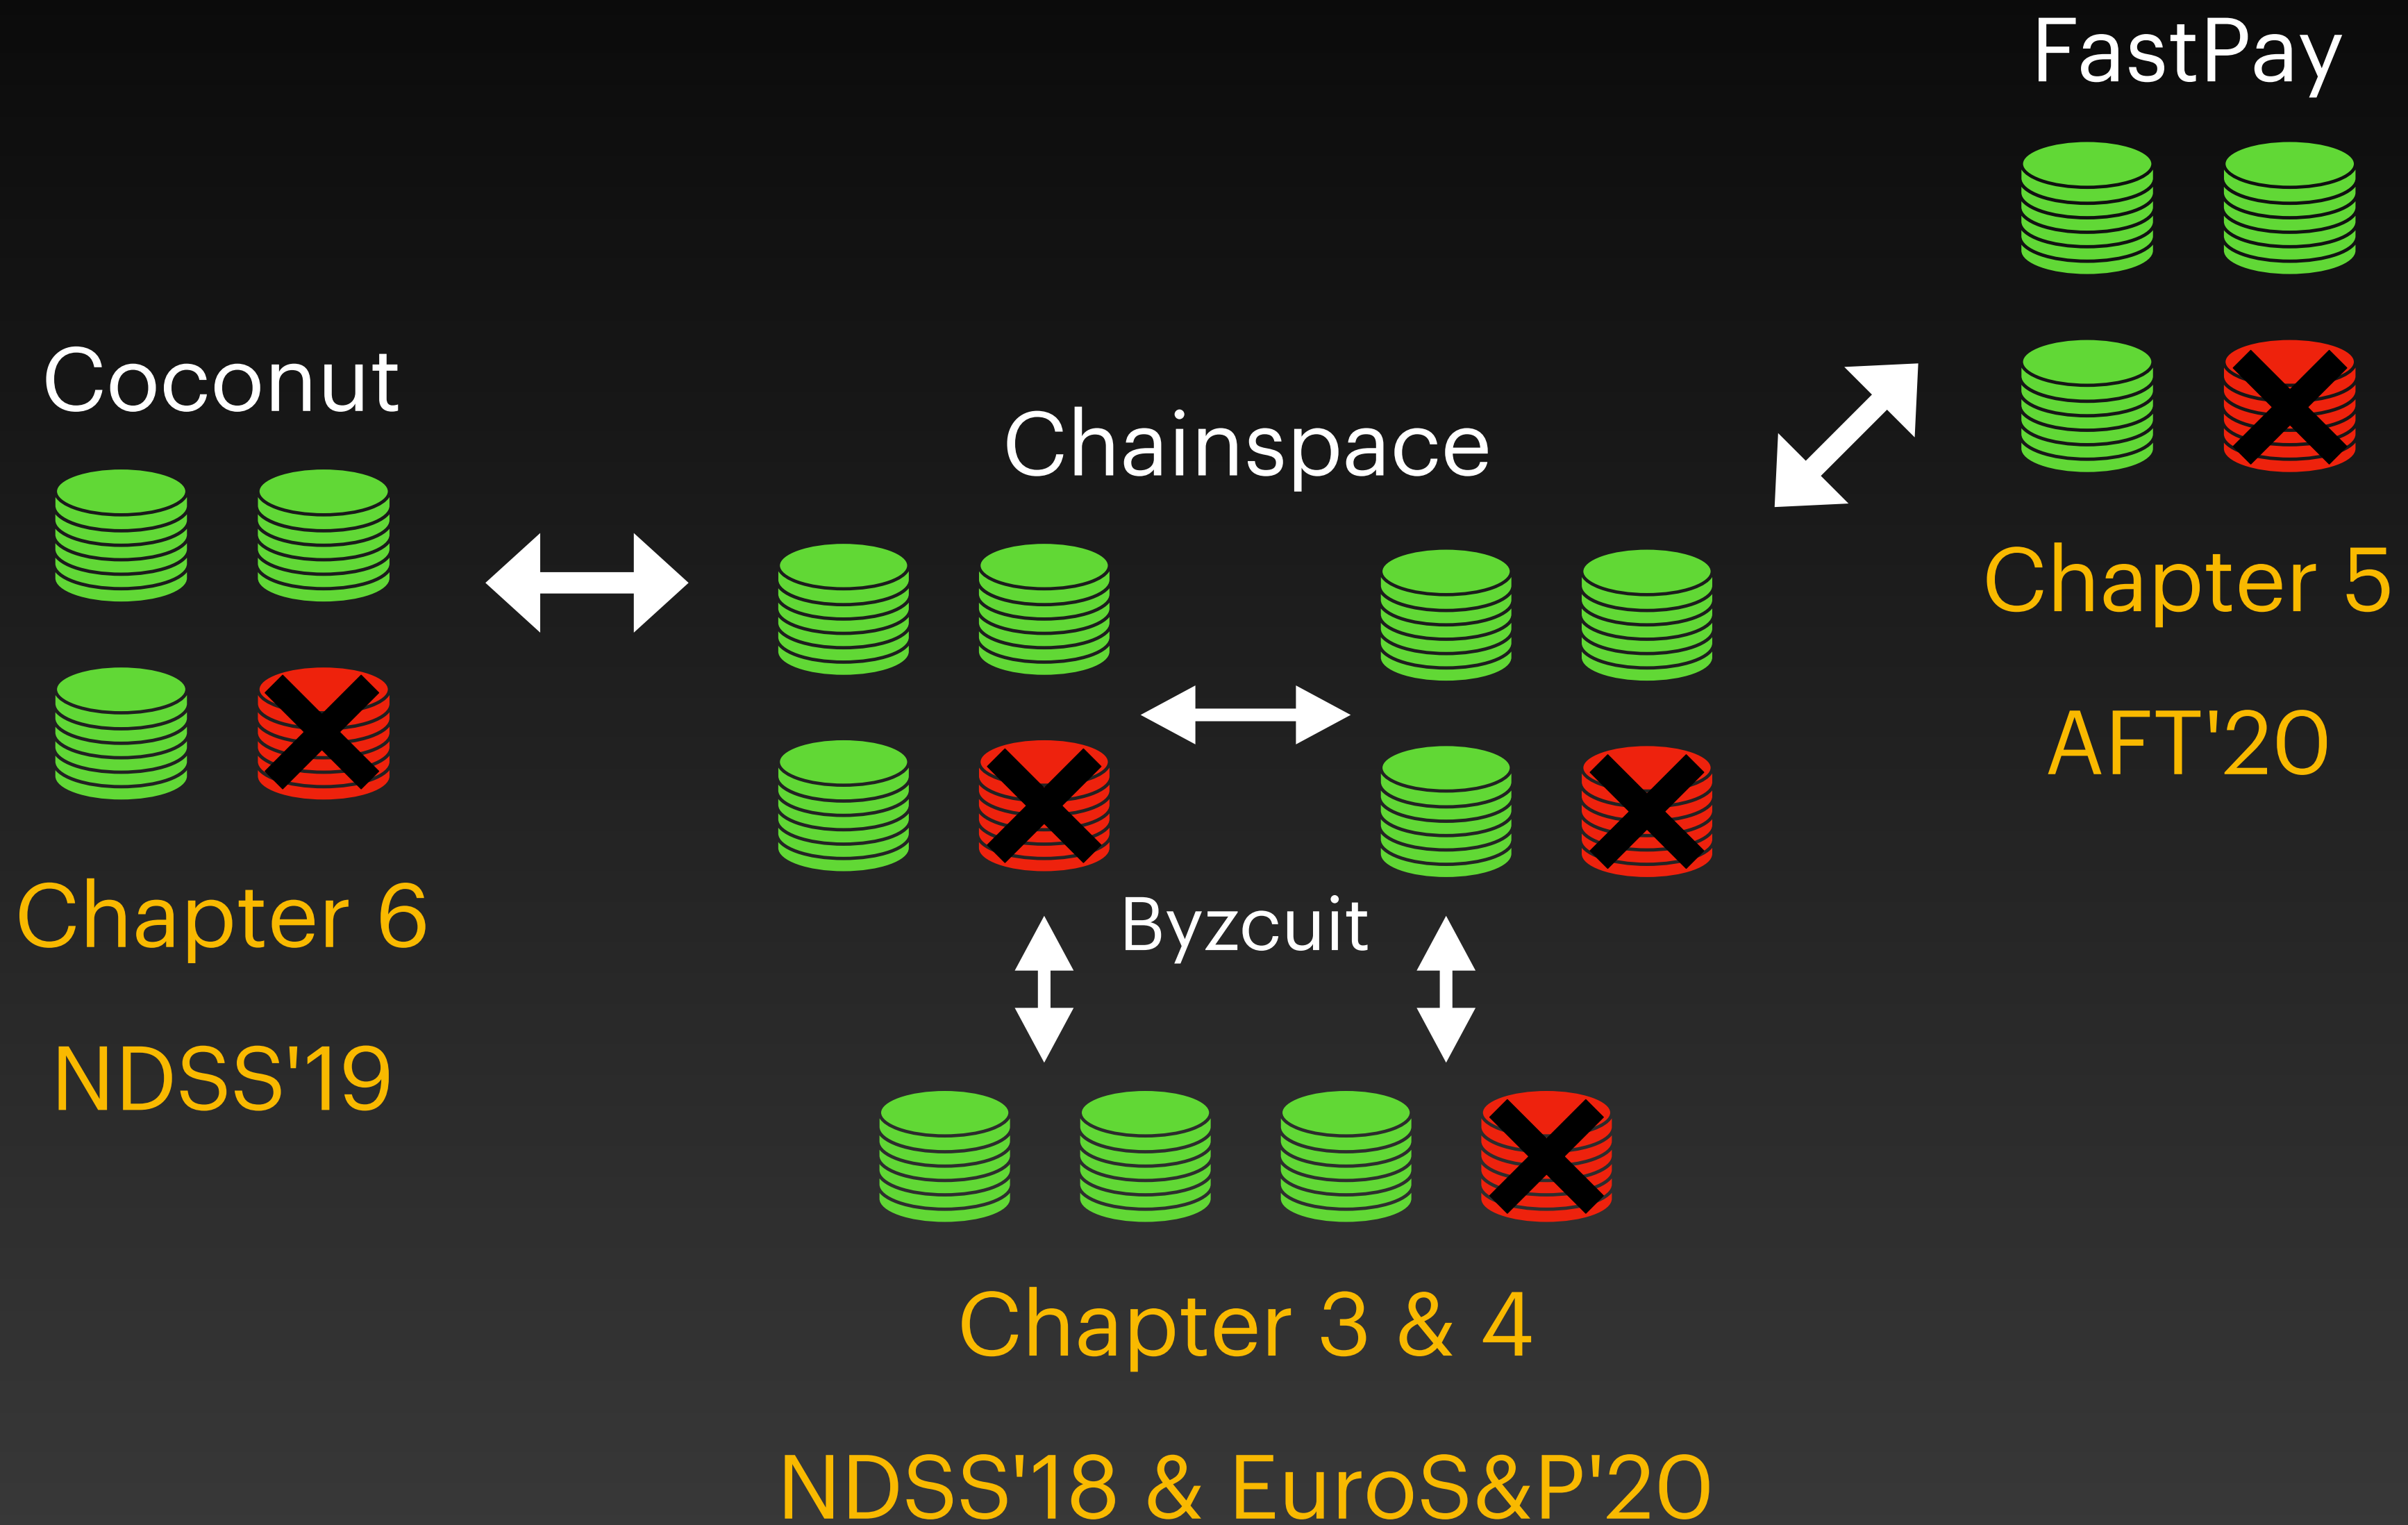 FastPay
Coconut
Chainspace
Chapter 5
AFT'20
Chapter 6
Byzcuit
NDSS'19
Chapter 3 & 4
NDSS'18 & EuroS&P'20